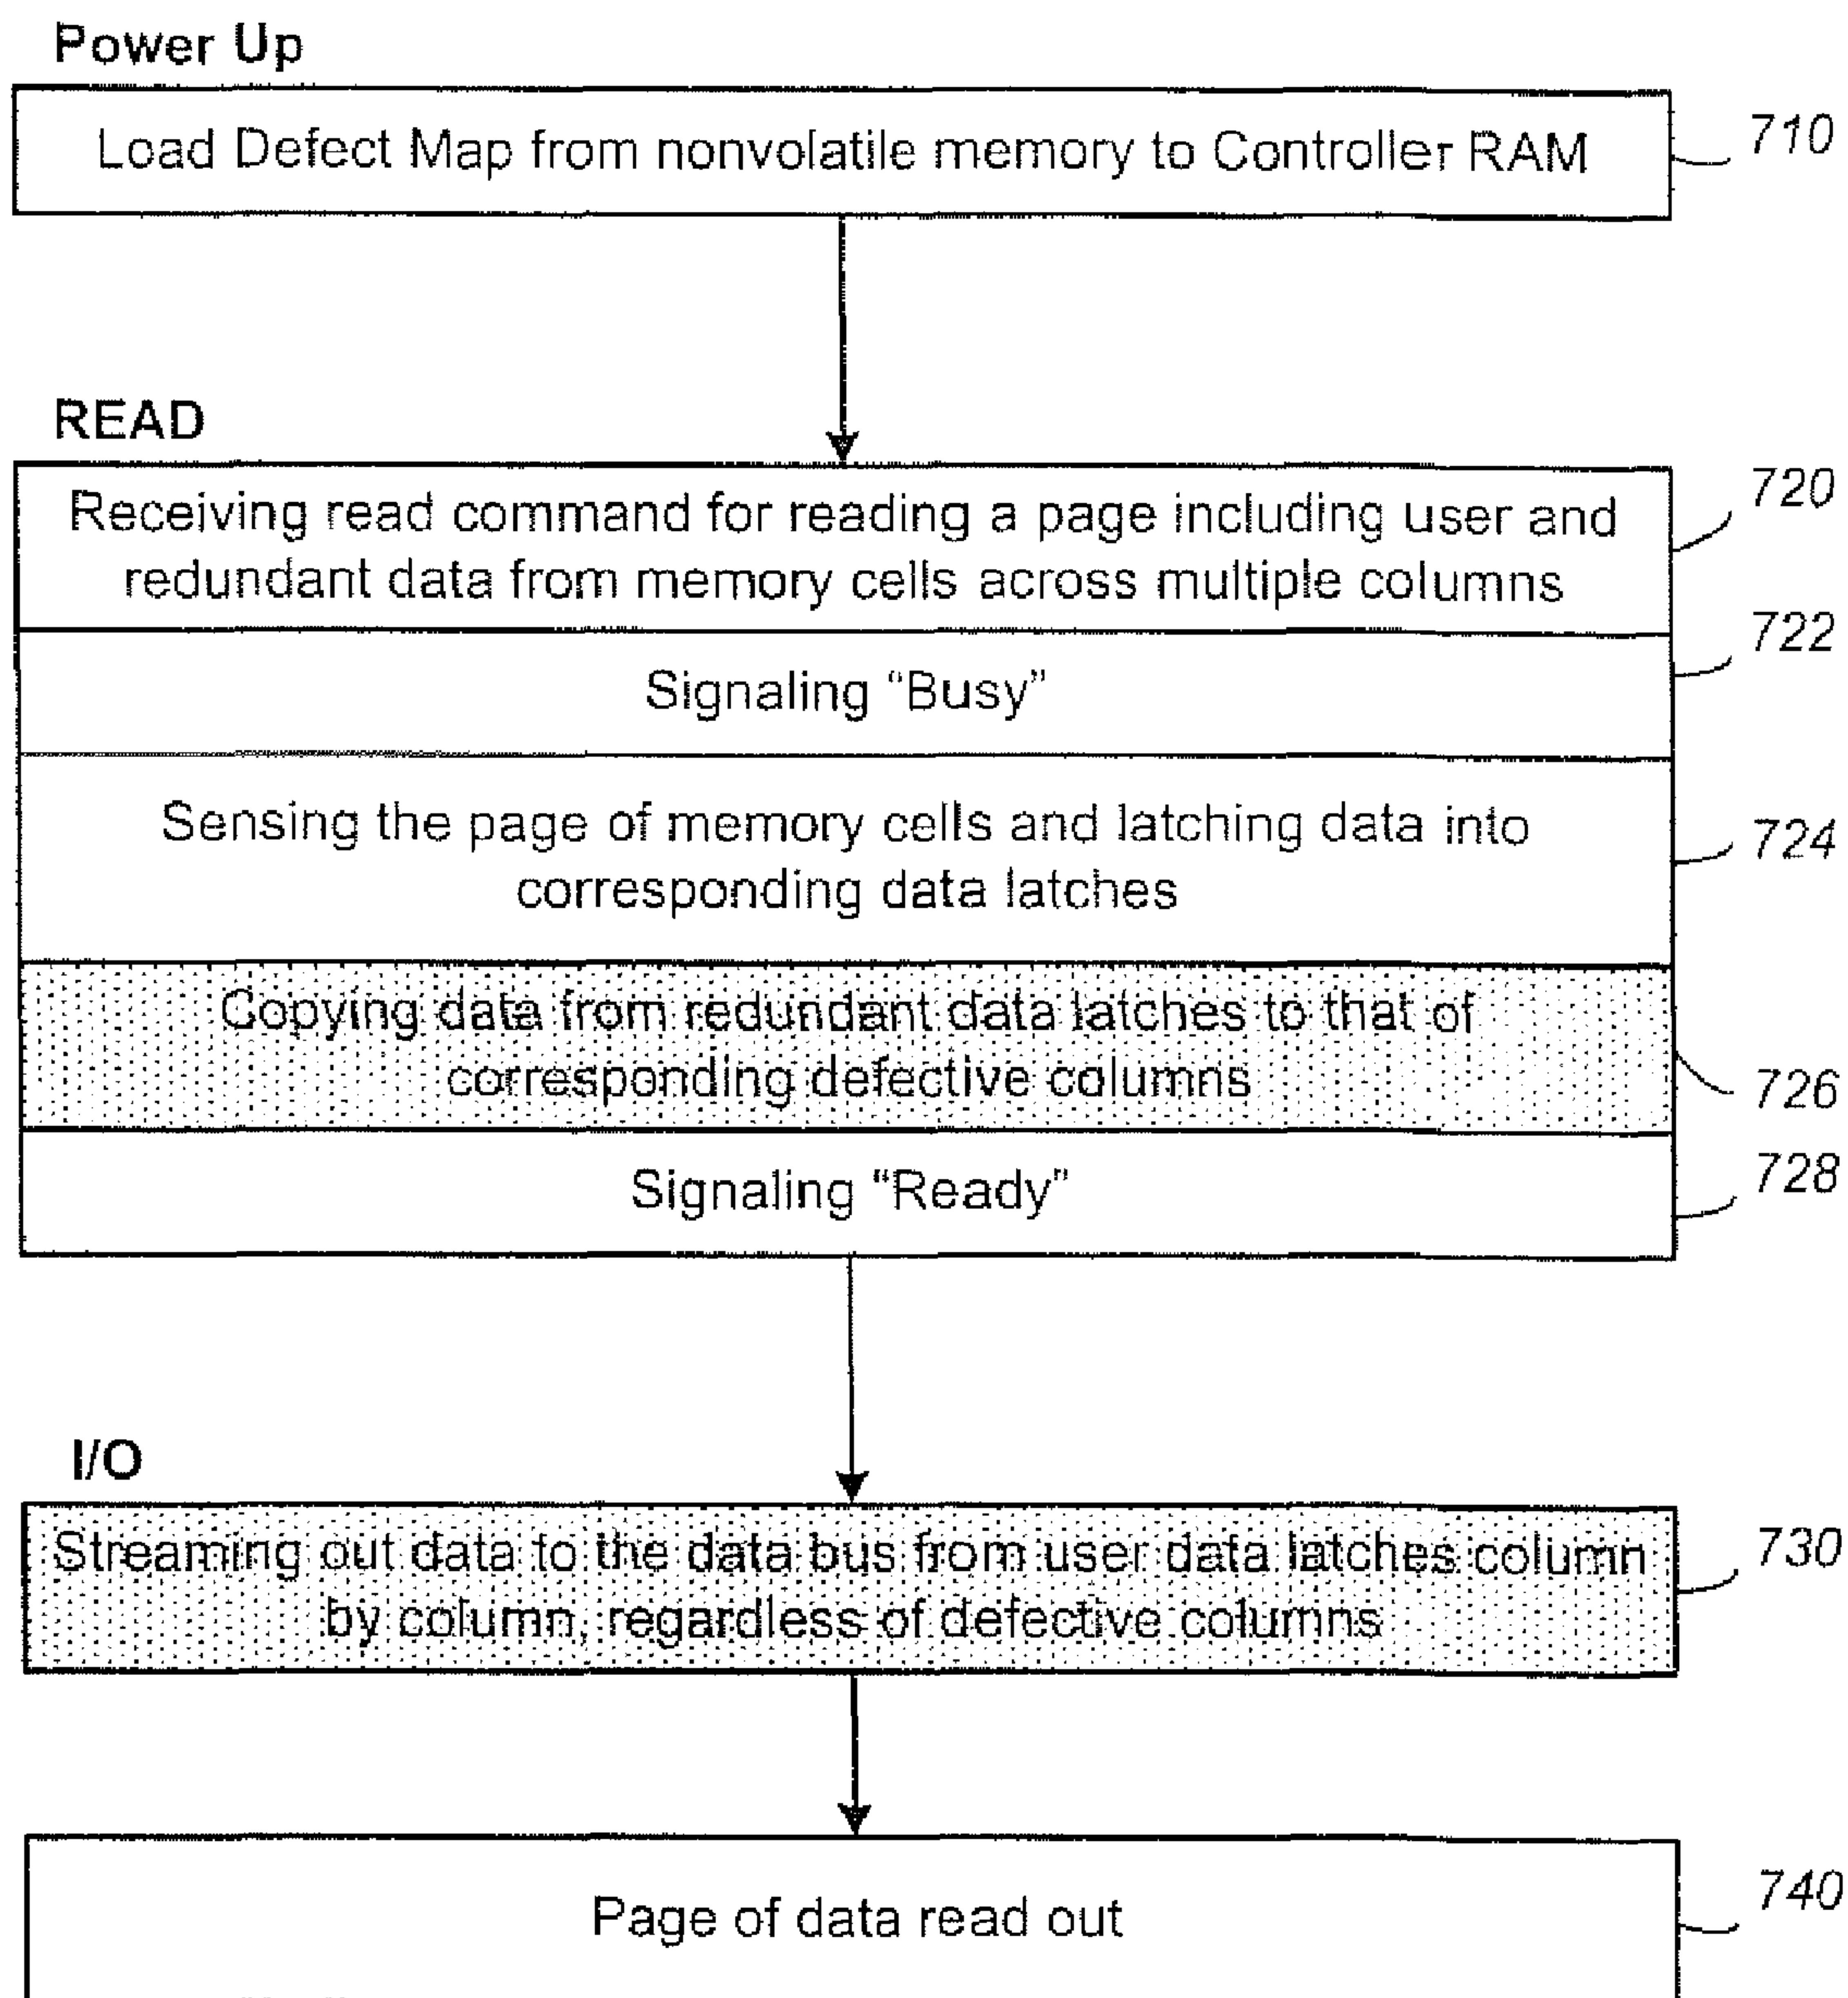 Power Up
Load Defect Map from nonvolatile memory to Controller RAM
710
READ
Receiving read command for reading a page including user and
redundant data from memory cells across multiple columns
720
Signaling “Busy”
722
Sensing the page of memory cells and latching data into
corresponding data latches
724
Copying data from redundant data latches to that of
corresponding defective columns
726
Signaling “Ready”
728
I/O
Streaming out data to the data bus from user data latches column
by column, regardless of defective columns
730
Page of data read out
740